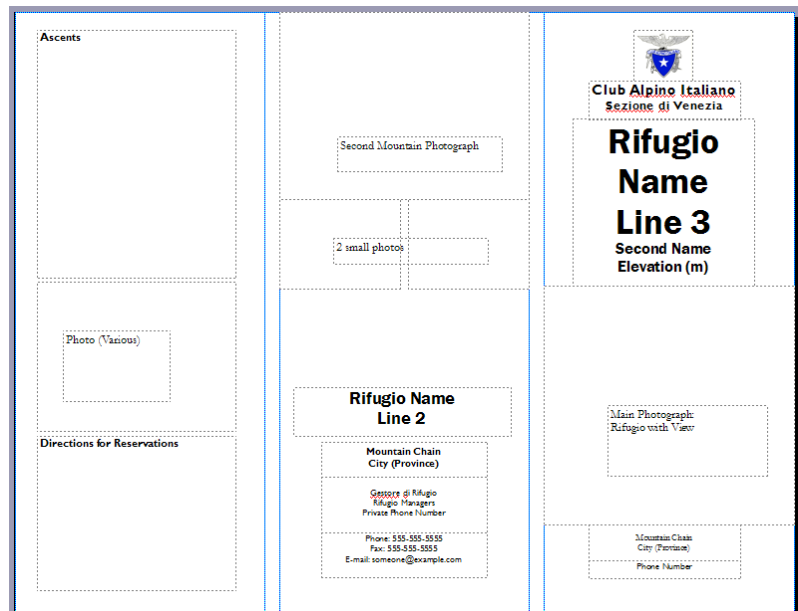 Ascents
Photo (Various)
Directions for Reservations
Second Mountain Photograph
2 small photos
Rifugio Name
Line 2
Mountain Chain
City (Province)
Gestore di Rifugio
Rifugio Managers
Private Phone Number
Phone: 555-555-5555
Fax: 555-555-5555
E-mail: someone@example.com
Club Alpino Italiano
Sezione di Venezia
Rifugio
Name
Line 3
Second Name
Elevation (m)
Main Photograph:
Rifugio with View
Mountain Chain
City (Province)
Phone Number